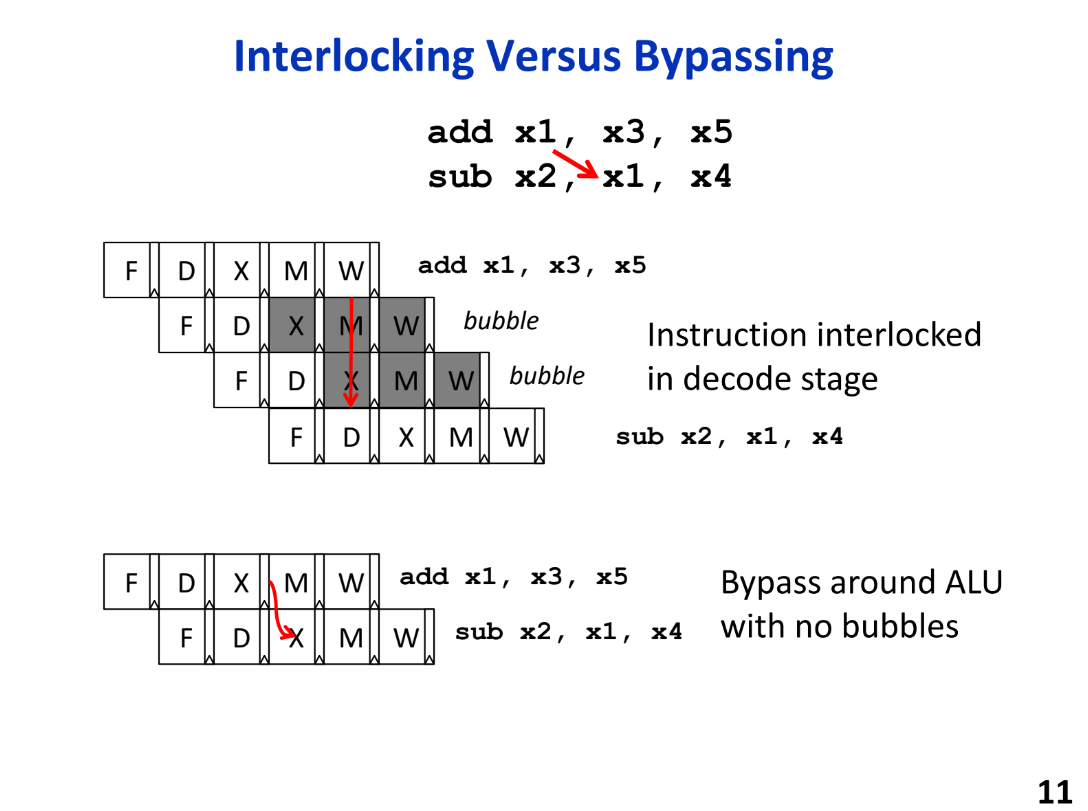 Interlocking Versus Bypassing
add x1, x3, x5
sub x2, x1, x4
F D X M W add x1, x3, x5
F D X M W bubble
F D X M W bubble
Instruction interlocked
in decode stage
F D X M W sub x2, x1, x4
F D X M W add x1, x3, x5
F D X M W sub x2, x1, x4
Bypass around ALU
with no bubbles
11